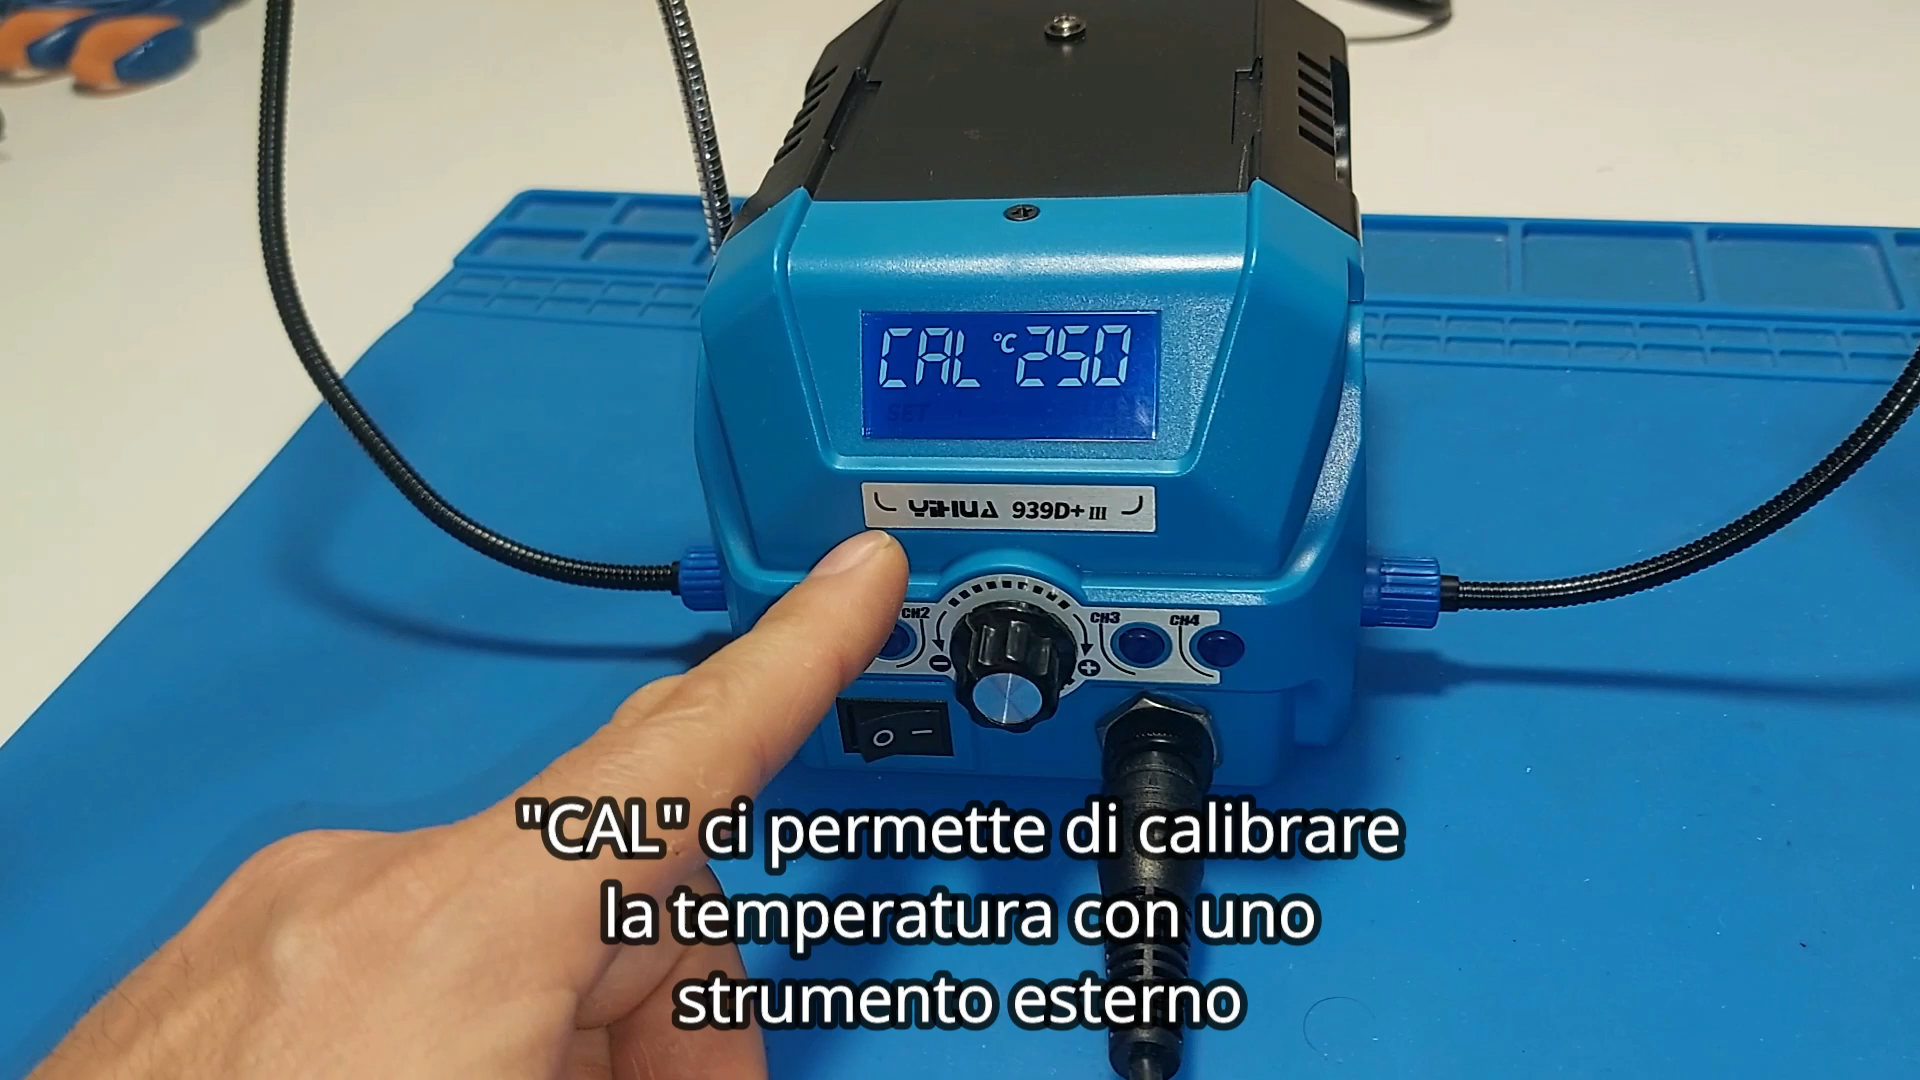 CAL °C 250
SET
YIHUA 939D+ III
CH2
CH3
CH4
"CAL" ci permette di calibrare
la temperatura con uno
strumento esterno